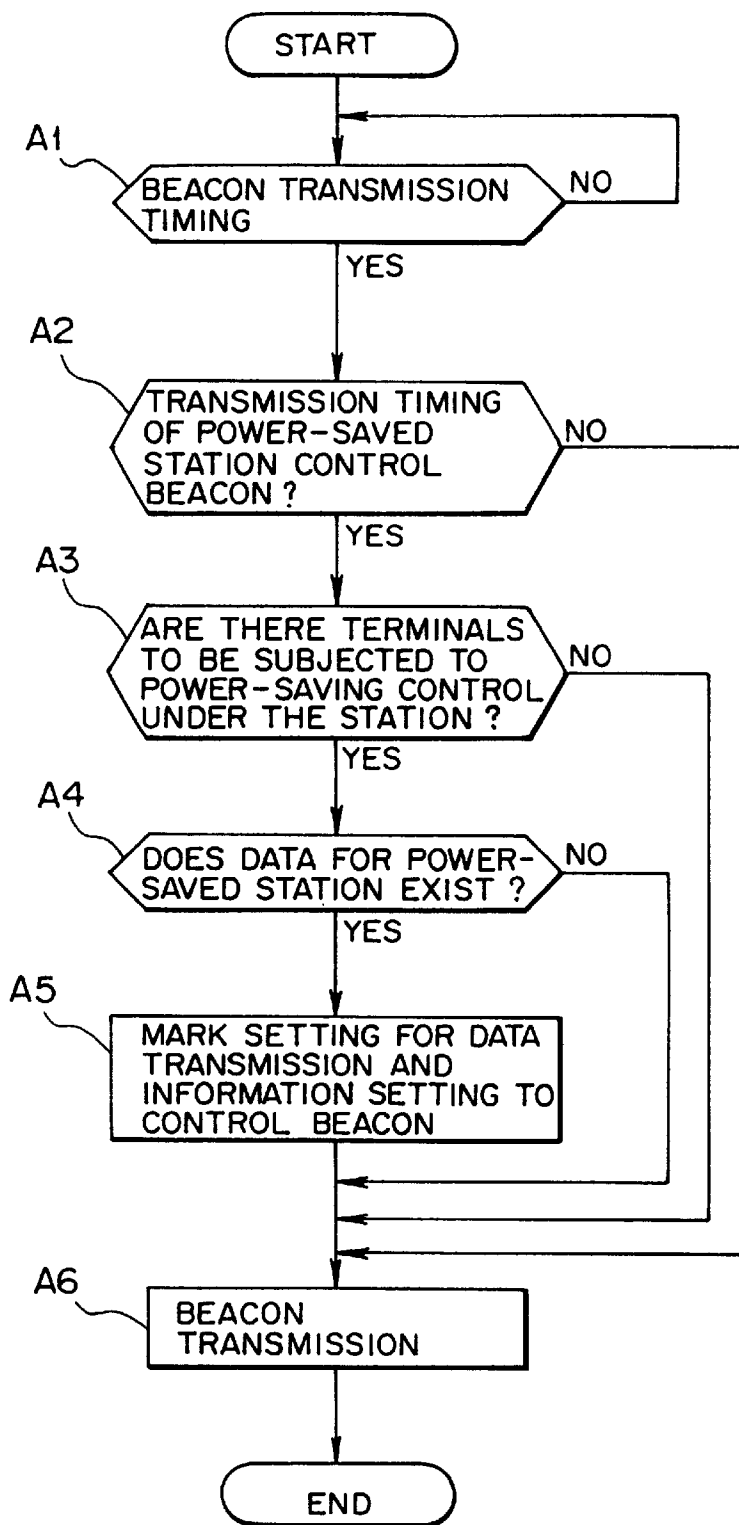 START
A1
BEACON TRANSMISSION
TIMING
NO
YES
A2
TRANSMISSION TIMING
OF POWER-SAVED
STATION CONTROL
BEACON ?
NO
YES
A3
ARE THERE TERMINALS
TO BE SUBJECTED TO
POWER-SAVING CONTROL
UNDER THE STATION ?
NO
YES
A4
DOES DATA FOR POWER-
SAVED STATION EXIST ?
NO
YES
A5
MARK SETTING FOR DATA
TRANSMISSION AND
INFORMATION SETTING TO
CONTROL BEACON
A6
BEACON
TRANSMISSION
END